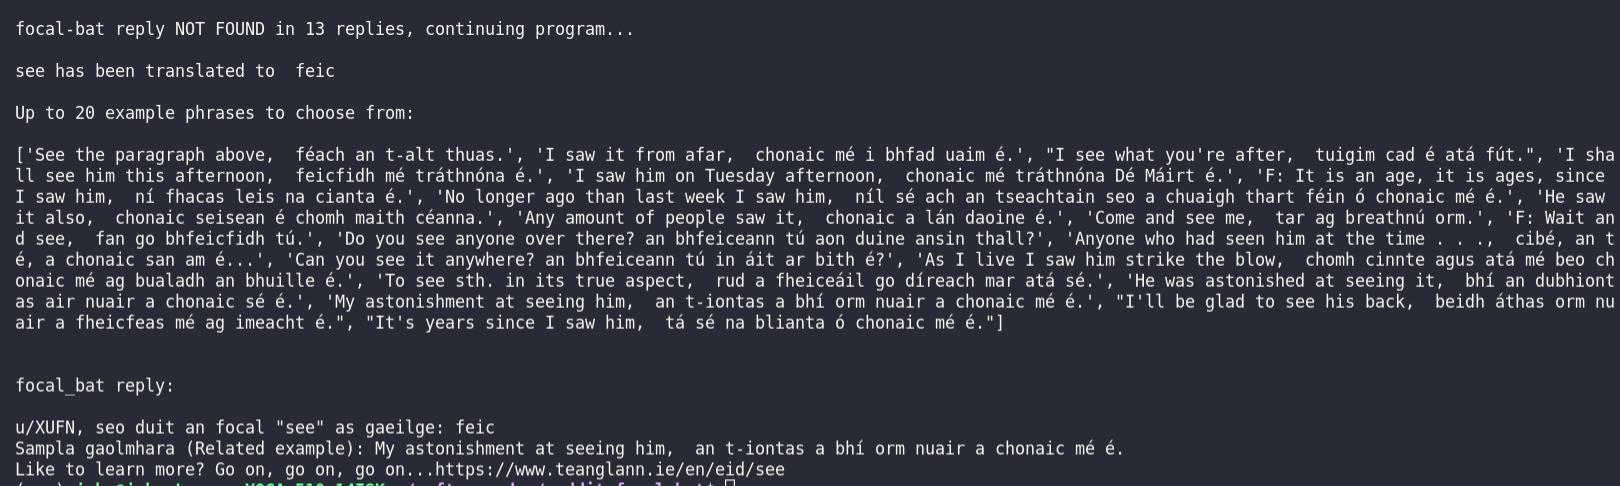 focal-bat reply NOT FOUND in 13 replies, continuing program...
see has been translated to  feic
Up to 20 example phrases to choose from:
['See the paragraph above,  féach an t-alt thuas.', 'I saw it from afar,  chonaic mé i bhfad uaim é.', "I see what you're after,  tuigim cad é atá fút.", 'I sha
ll see him this afternoon,  feicfidh mé tráthnóna é.', 'I saw him on Tuesday afternoon,  chonaic mé tráthnóna Dé Máirt é.', 'F: It is an age, it is ages, since
I saw him,  ní fhacas leis na cianta é.', 'No longer ago than last week I saw him,  níl sé ach an tseachtain seo a chuaigh thart féin ó chonaic mé é.', 'He saw
it also,  chonaic seisean é chomh maith céanna.', 'Any amount of people saw it,  chonaic a lán daoine é.', 'Come and see me,  tar ag breathnú orm.', 'F: Wait an
d see,  fan go bhfeicfidh tú.', 'Do you see anyone over there? an bhfeiceann tú aon duine ansin thall?', 'Anyone who had seen him at the time . . .,  cibé, an t
é, a chonaic san am é...', 'Can you see it anywhere? an bhfeiceann tú in áit ar bith é?', 'As I live I saw him strike the blow,  chomh cinnte agus atá mé beo ch
onaic mé ag bualadh an bhuille é.', 'To see sth. in its true aspect,  rud a fheiceáil go díreach mar atá sé.', 'He was astonished at seeing it,  bhí an dubhiont
as air nuair a chonaic sé é.', 'My astonishment at seeing him,  an t-iontas a bhí orm nuair a chonaic mé é.', "I'll be glad to see his back,  beidh áthas orm nu
air a fheicfeas mé ag imeacht é.", "It's years since I saw him,  tá sé na blianta ó chonaic mé é."]
focal_bat reply:
u/XUFN, seo duit an focal "see" as gaeilge: feic
Sampla gaolmhara (Related example): My astonishment at seeing him,  an t-iontas a bhí orm nuair a chonaic mé é.
Like to learn more? Go on, go on, go on...https://www.teanglann.ie/en/eid/see